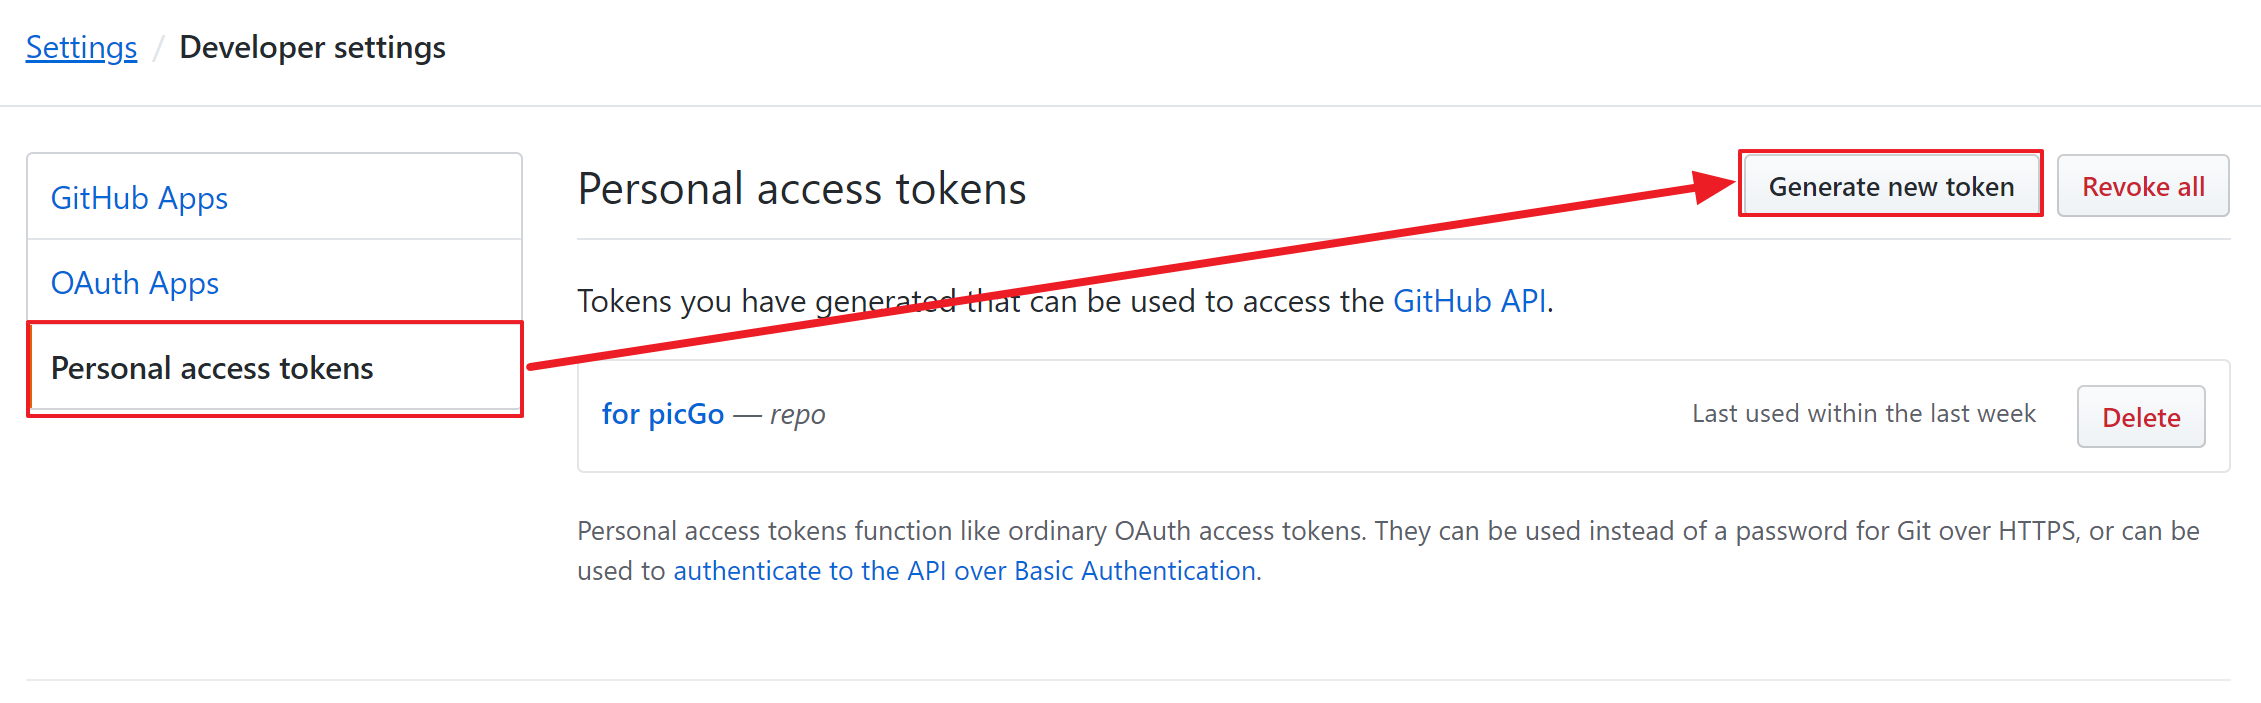 Settings / Developer settings
GitHub Apps
OAuth Apps
Personal access tokens
Personal access tokens
Generate new token
Revoke all
Tokens you have generated that can be used to access the GitHub API.
for picGo — repo
Last used within the last week
Delete
Personal access tokens function like ordinary OAuth access tokens. They can be used instead of a password for Git over HTTPS, or can be
used to authenticate to the API over Basic Authentication.